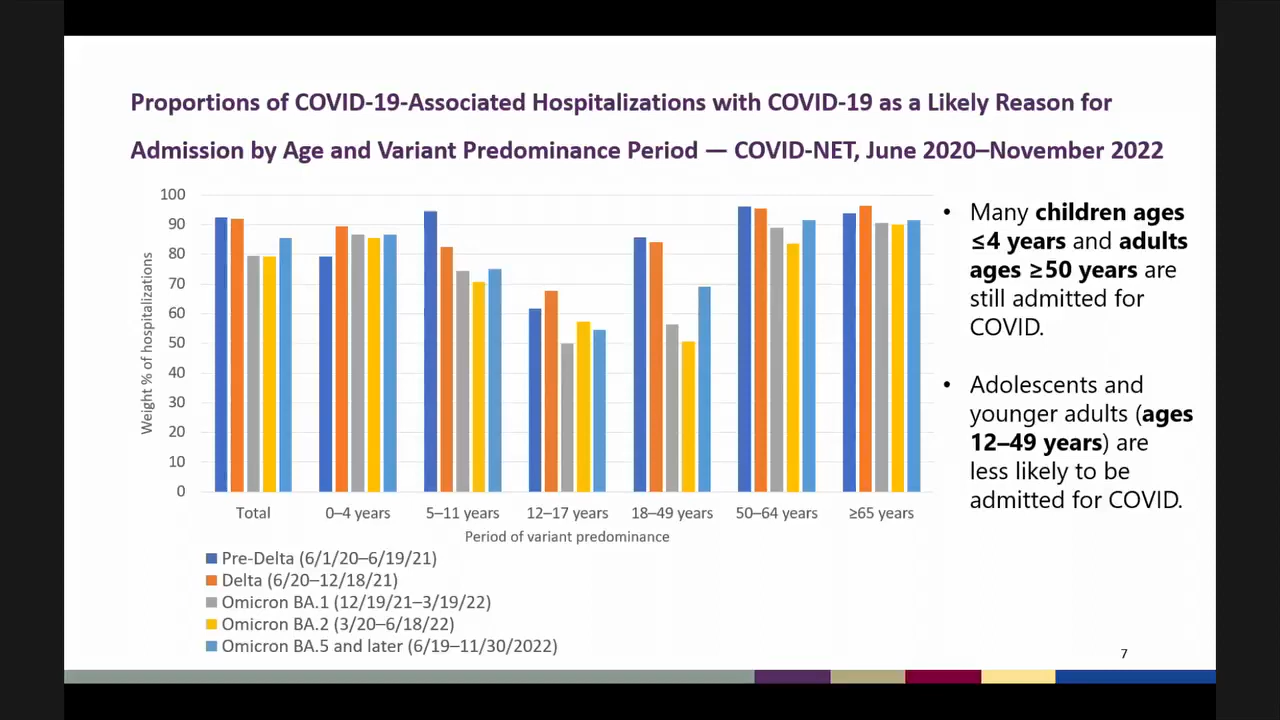 Proportions of COVID-19-Associated Hospitalizations with COVID-19 as a Likely Reason for
Admission by Age and Variant Predominance Period — COVID-NET, June 2020–November 2022
Weight % of hospitalizations
100
90
80
70
60
50
40
30
20
10
0
Total
0–4 years
5–11 years
12–17 years
18–49 years
50–64 years
≥65 years
Period of variant predominance
Pre-Delta (6/1/20–6/19/21)
Delta (6/20–12/18/21)
Omicron BA.1 (12/19/21–3/19/22)
Omicron BA.2 (3/20–6/18/22)
Omicron BA.5 and later (6/19–11/30/2022)
• Many children ages
≤4 years and adults
ages ≥50 years are
still admitted for
COVID.
• Adolescents and
younger adults (ages
12–49 years) are
less likely to be
admitted for COVID.
7